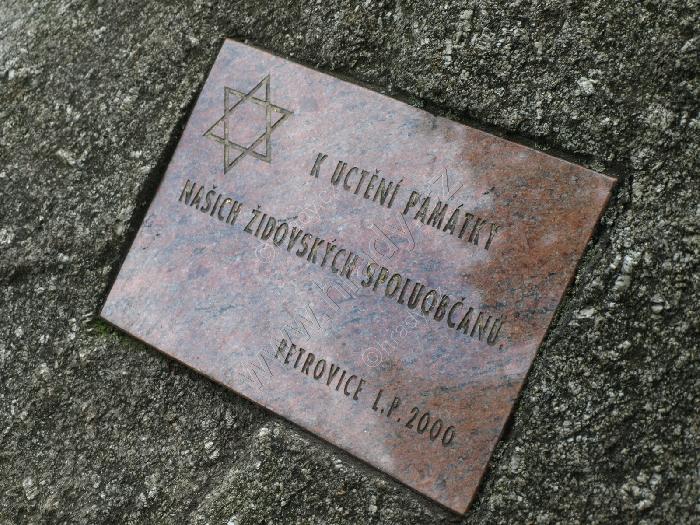 K UCTĚNÍ PAMÁTKY
NAŠICH ŽIDOVSKÝCH SPOLUOBČANŮ.
PETROVICE L.P. 2000